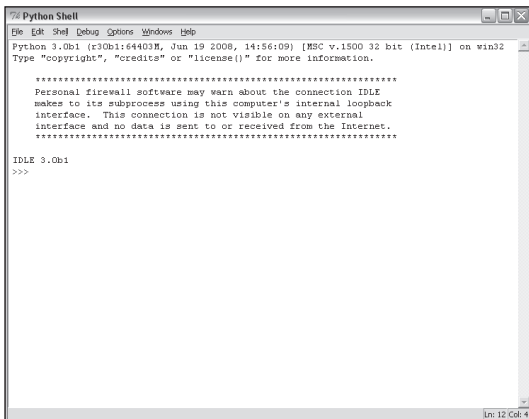 Python Shell
File Edit Shell Debug Options Windows Help
Python 3.0b1 (r30b1:64403M, Jun 19 2008, 14:56:09) [MSC v.1500 32 bit (Intel)] on win32
Type "copyright", "credits" or "license()" for more information.
****************************************************************
Personal firewall software may warn about the connection IDLE
makes to its subprocess using this computer's internal loopback
interface. This connection is not visible on any external
interface and no data is sent to or received from the Internet.
****************************************************************
IDLE 3.0b1
>>>
Ln: 12 Col: 4